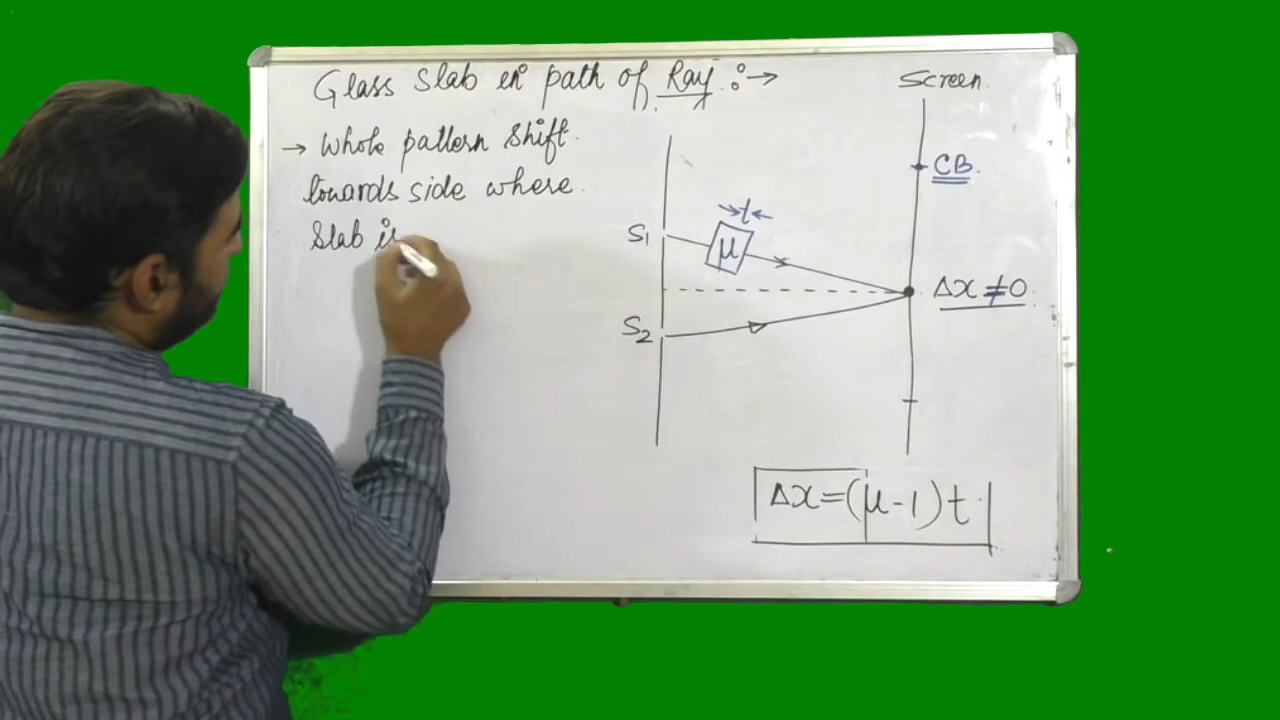 Glass Slab in path of Ray :→
→ Whole pattern Shift
towards side where
Slab is
Screen
CB
t
S1
μ
Δx ≠ 0
S2
Δx = (μ - 1) t